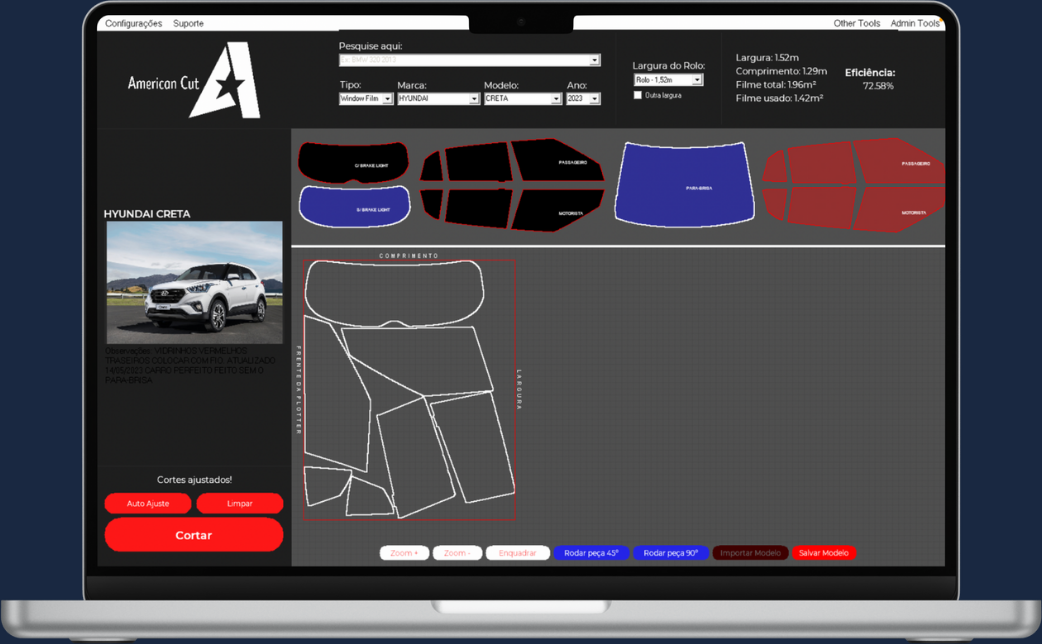 Configurações Suporte
Other Tools Admin Tools
American Cut
Pesquise aqui:
Ex: BMW 320 2013
Tipo: Marca: Modelo: Ano:
Window Film HYUNDAI CRETA 2023
Largura do Rolo:
Rolo - 1,52m
Outra largura
Largura: 1.52m
Comprimento: 1.29m
Filme total: 1.96m²
Filme usado: 1.42m²
Eficiência:
72.58%
C/ BRAKE LIGHT
S/ BRAKE LIGHT
PASSAGEIRO
MOTORISTA
PARA-BRISA
PASSAGEIRO
MOTORISTA
HYUNDAI CRETA
Observações: VIDRINHOS VERMELHOS
TRASEIROS COLOCAR COM FIO. ATUALIZADO
CARRO PERFEITO FEITO SEM O
PARA-BRISA
COMPRIMENTO
FRENTE DA PLOTTER
LARGURA
Cortes ajustados!
Auto Ajuste Limpar
Cortar
Zoom + Zoom - Enquadrar Rodar peça 45º Rodar peça 90º Importar Modelo Salvar Modelo